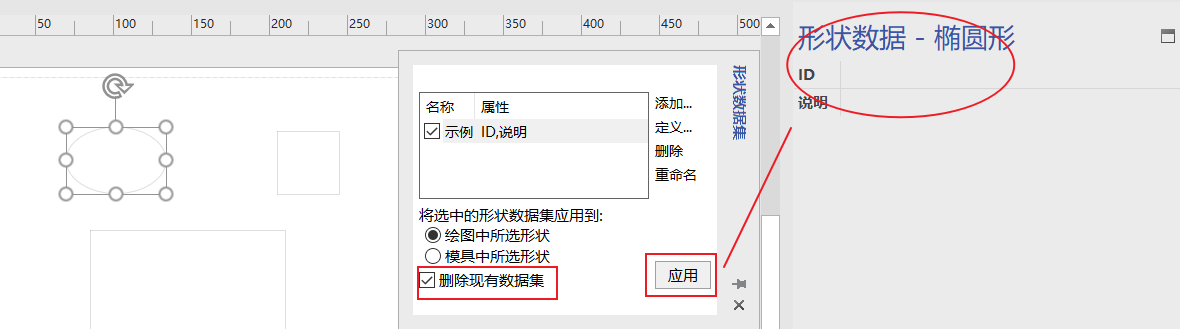 50 100 150 200 250 300 350 400 450 500
形状数据 - 椭圆形
ID
说明
形状数据集
名称 属性
示例 ID,说明
添加...
定义...
删除
重命名
将选中的形状数据集应用到:
绘图中所选形状
模具中所选形状
删除现有数据集
应用